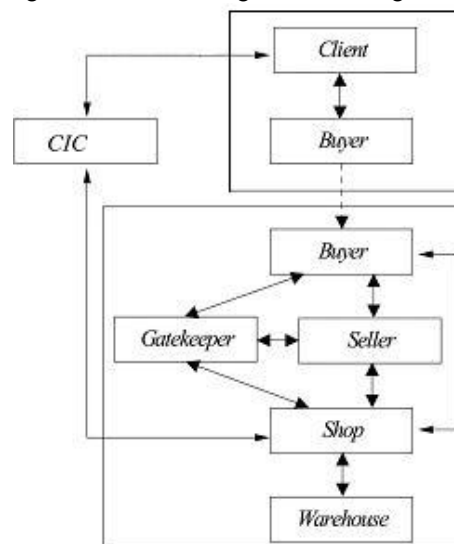 Client
CIC
Buyer
Buyer
Gatekeeper
Seller
Shop
Warehouse